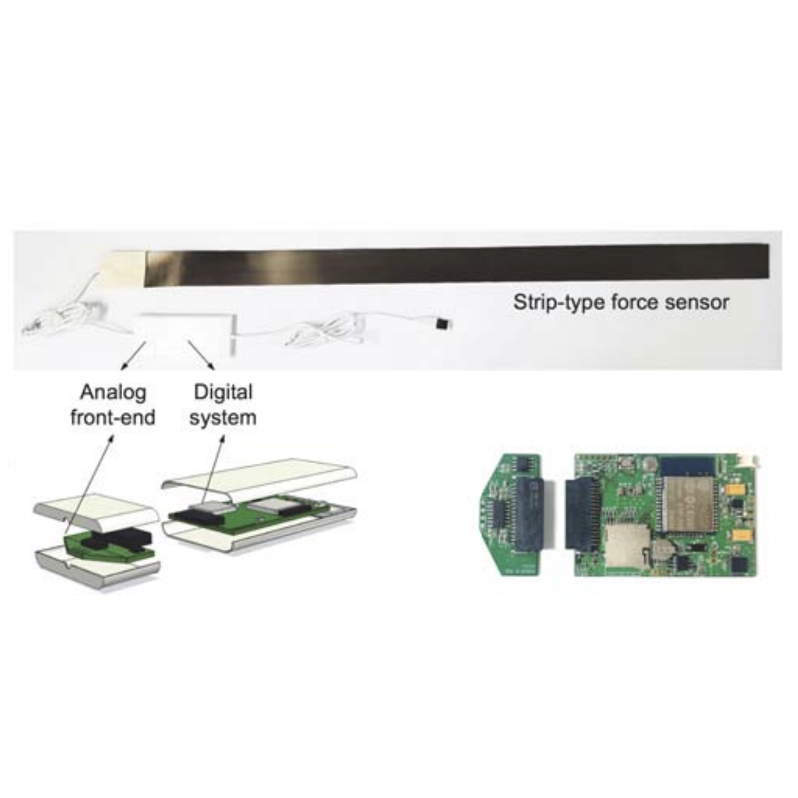 Strip-type force sensor
Analog
front-end
Digital
system